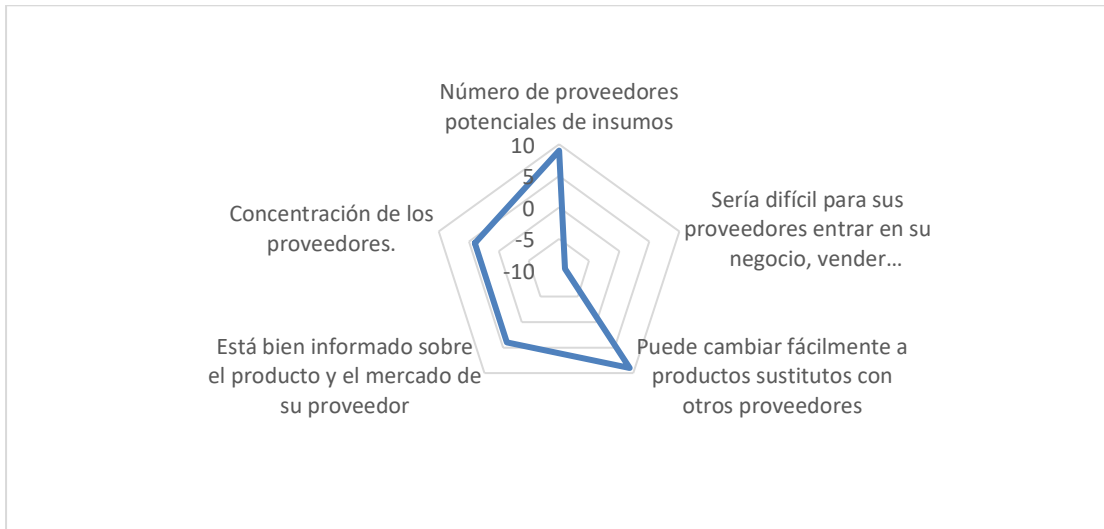 Número de proveedores
potenciales de insumos
10
5
0
-5
-10
Sería difícil para sus
proveedores entrar en su
negocio, vender…
Puede cambiar fácilmente a
productos sustitutos con
otros proveedores
Está bien informado sobre
el producto y el mercado de
su proveedor
Concentración de los
proveedores.